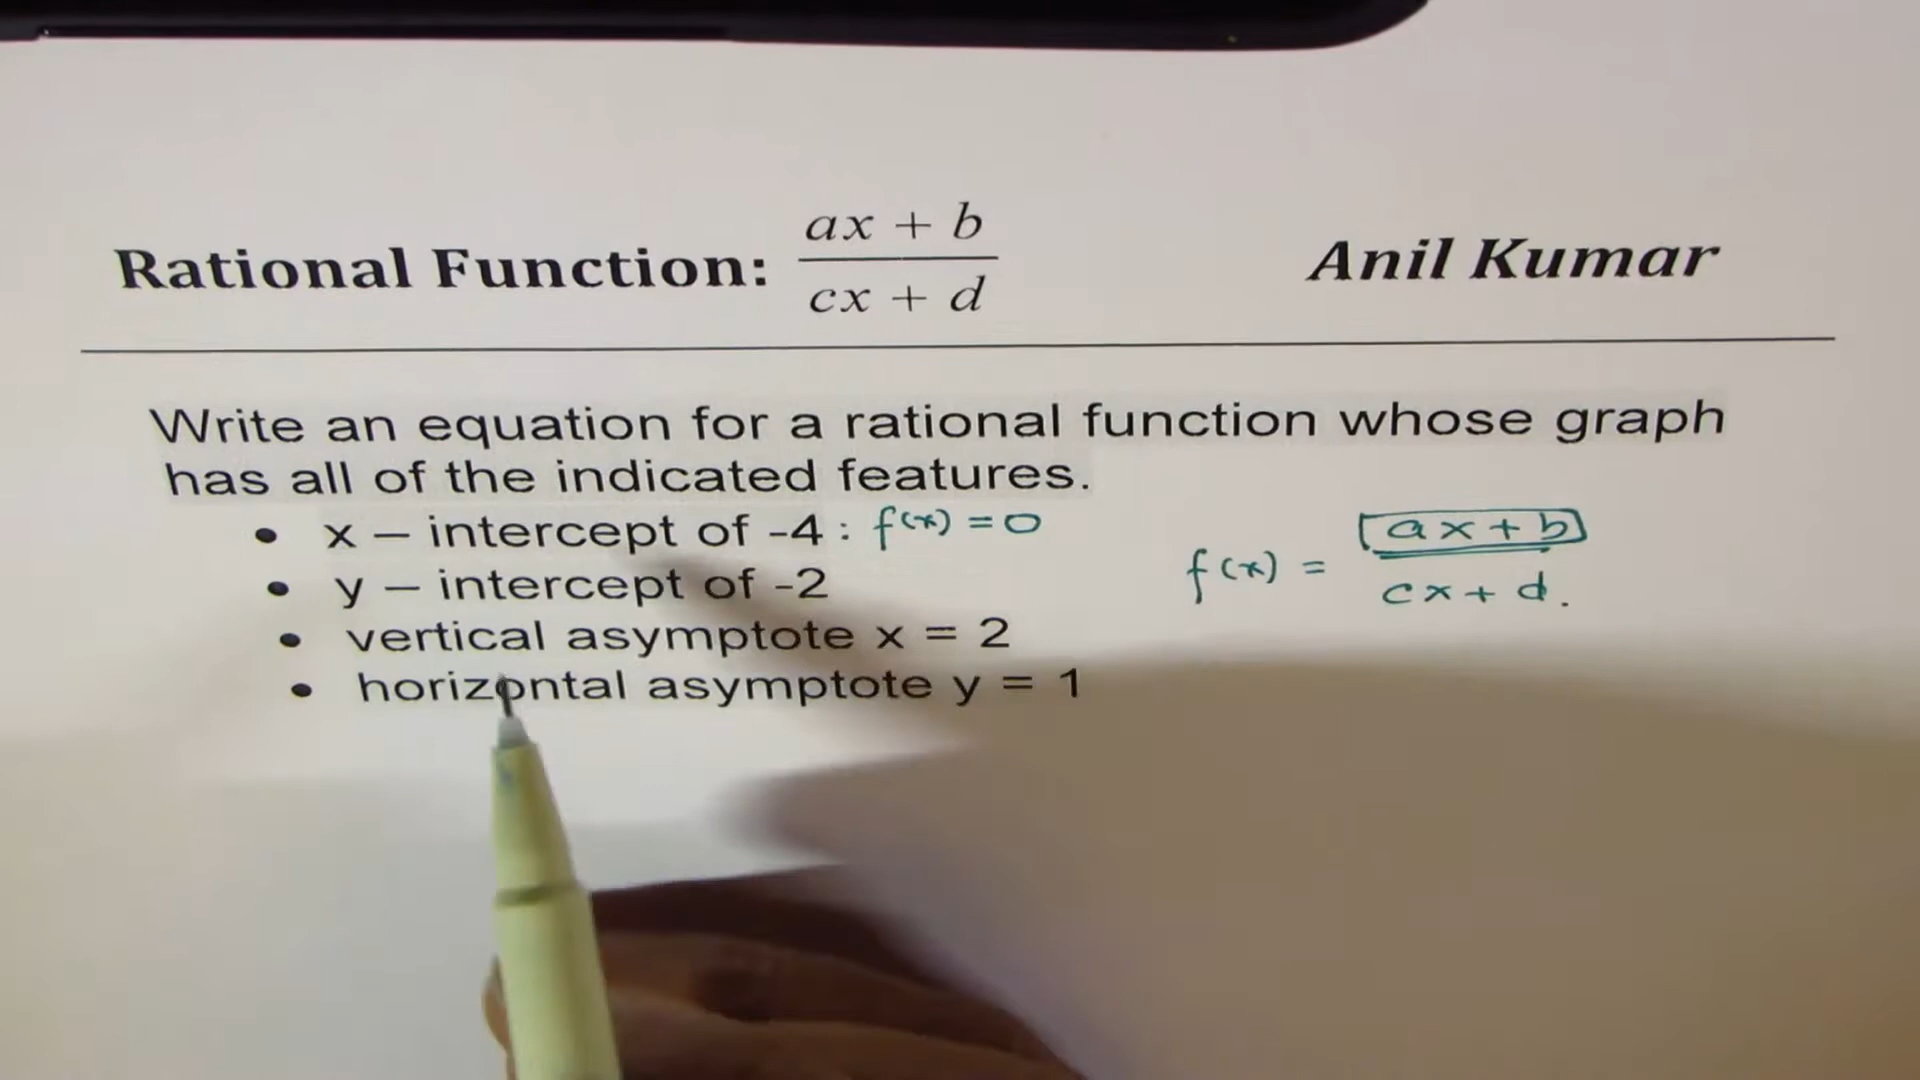 Rational Function: ax + b / cx + d
Anil Kumar
Write an equation for a rational function whose graph
has all of the indicated features.
• x – intercept of -4 : f(x) = 0
• y – intercept of -2
• vertical asymptote x = 2
• horizontal asymptote y = 1
f(x) = ax + b / cx + d.